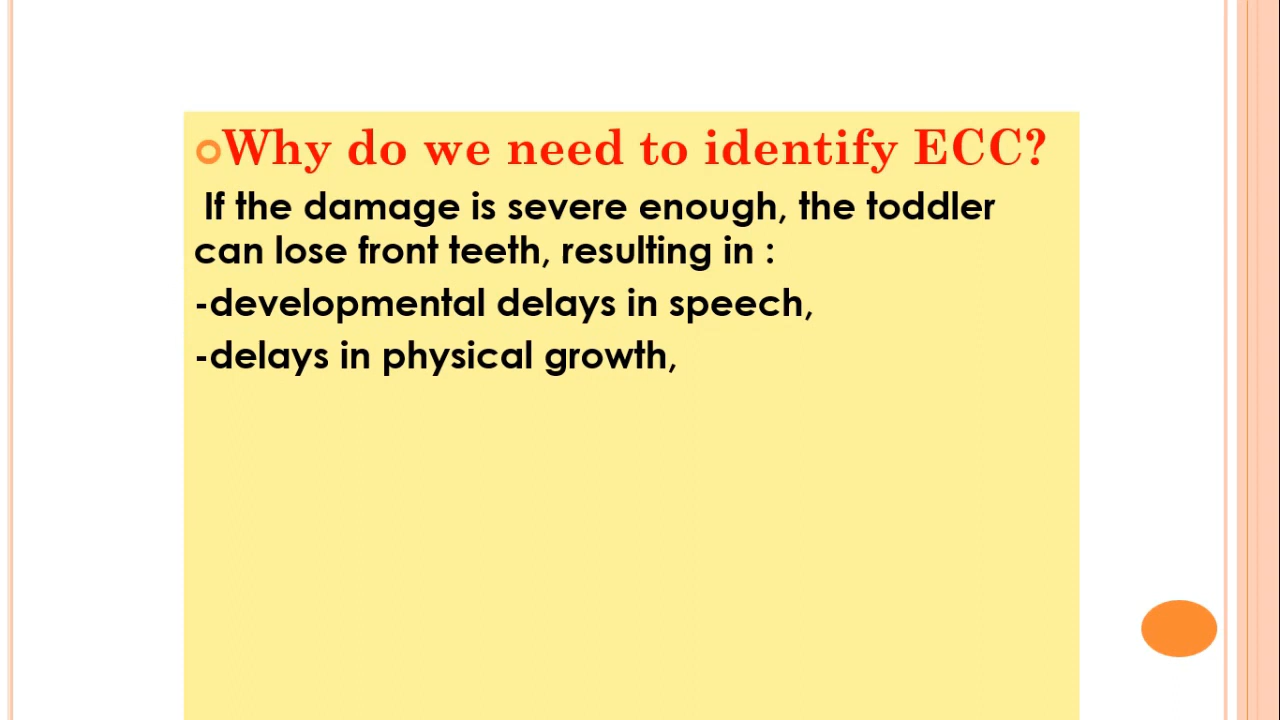 Why do we need to identify ECC?
If the damage is severe enough, the toddler
can lose front teeth, resulting in :
-developmental delays in speech,
-delays in physical growth,